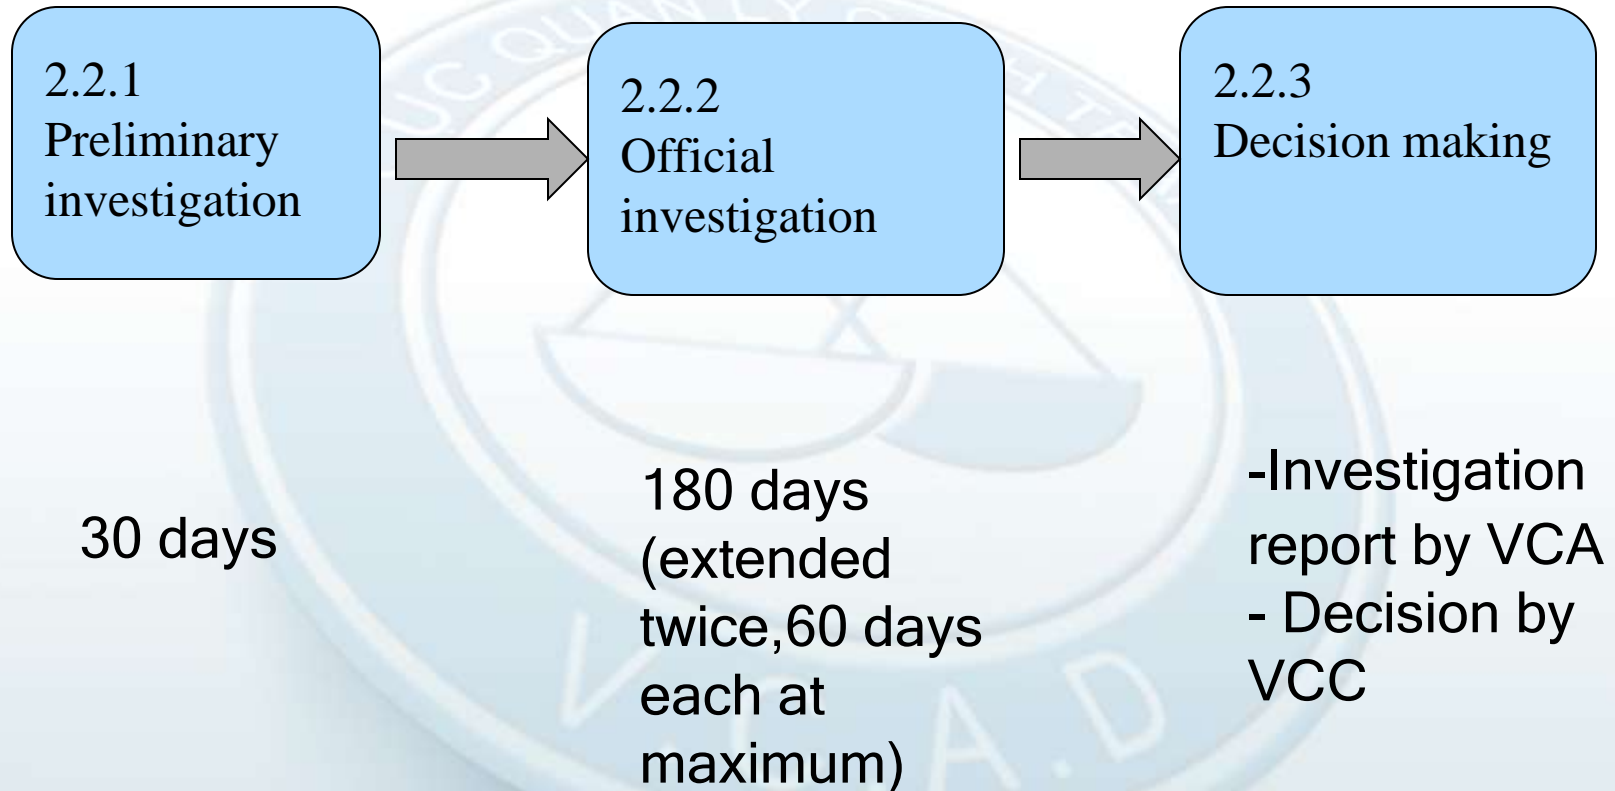 2.2.1
Preliminary
investigation
2.2.2
Official
investigation
2.2.3
Decision making
30 days
180 days
(extended
twice,60 days
each at
maximum)
-Investigation
report by VCA
- Decision by
VCC
V.C.A.D